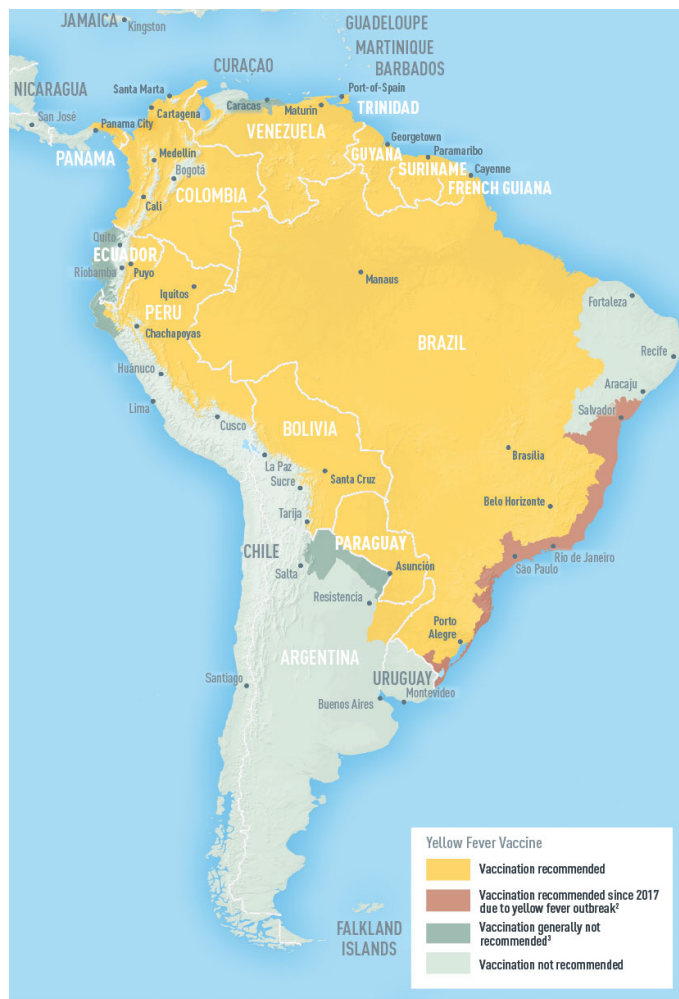 JAMAICA
Kingston
GUADELOUPE
MARTINIQUE
BARBADOS
CURAÇAO
NICARAGUA
Santa Marta
Port-of-Spain
Caracas
Maturin
TRINIDAD
San José
Cartagena
Panama City
VENEZUELA
Georgetown
PANAMA
Medellín
GUYANA
Paramaribo
Bogotá
SURINAME
Cayenne
COLOMBIA
FRENCH GUIANA
Cali
Quito
ECUADOR
Riobamba
Puyo
Manaus
Iquitos
PERU
Fortaleza
Chachapoyas
BRAZIL
Recife
Huánuco
Aracaju
Lima
Salvador
Cusco
BOLIVIA
Brasília
La Paz
Santa Cruz
Sucre
Belo Horizonte
Tarija
PARAGUAY
CHILE
Rio de Janeiro
São Paulo
Salta
Asunción
Resistencia
Porto
Alegre
ARGENTINA
URUGUAY
Santiago
Montevideo
Buenos Aires
Yellow Fever Vaccine
Vaccination recommended
Vaccination recommended since 2017
due to yellow fever outbreak²
Vaccination generally not
recommended³
Vaccination not recommended
FALKLAND
ISLANDS